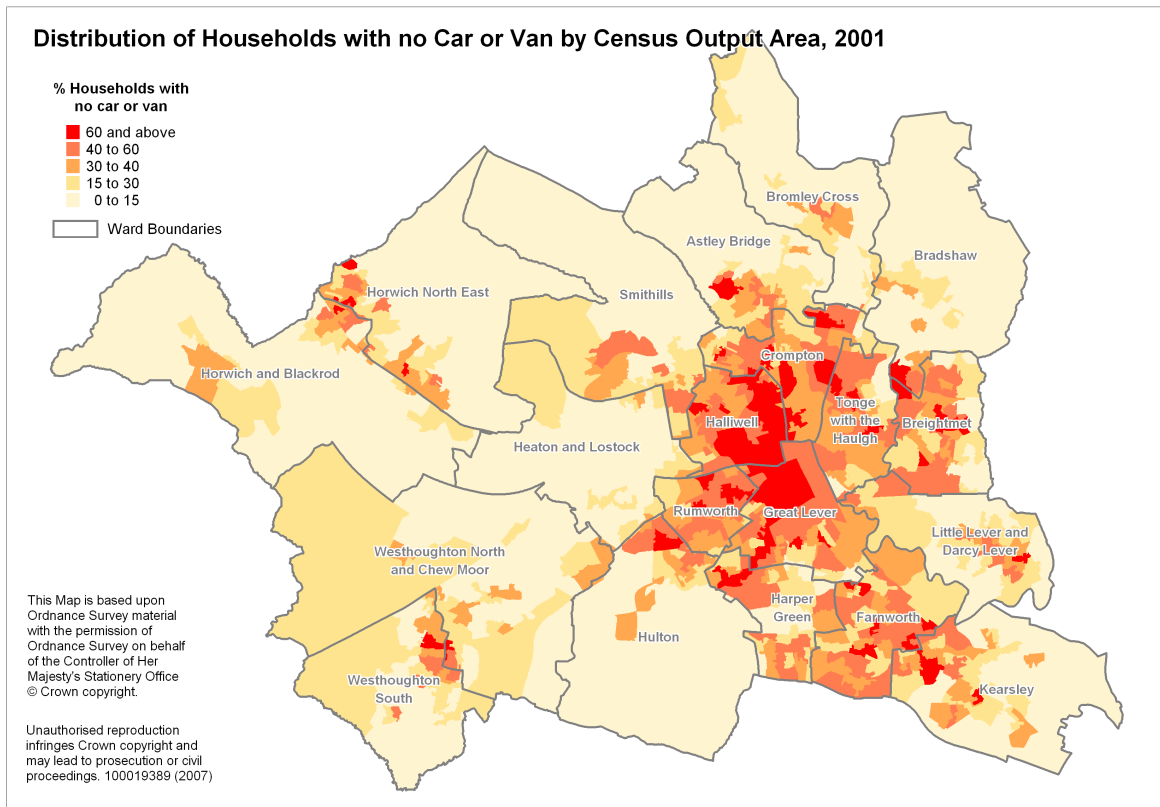 Distribution of Households with no Car or Van by Census Output Area, 2001
% Households with
no car or van
60 and above
40 to 60
30 to 40
15 to 30
0 to 15
Ward Boundaries
Bromley Cross
Astley Bridge
Bradshaw
Horwich North East
Smithills
Crompton
Horwich and Blackrod
Tonge
with the
Haulgh
Halliwell
Breightmet
Heaton and Lostock
Rumworth
Great Lever
Little Lever and
Darcy Lever
Westhoughton North
and Chew Moor
Harper
Green
Farnworth
Hulton
Westhoughton
South
Kearsley
This Map is based upon
Ordnance Survey material
with the permission of
Ordnance Survey on behalf
of the Controller of Her
Majesty's Stationery Office
© Crown copyright.
Unauthorised reproduction
infringes Crown copyright and
may lead to prosecution or civil
proceedings. 100019389 (2007)